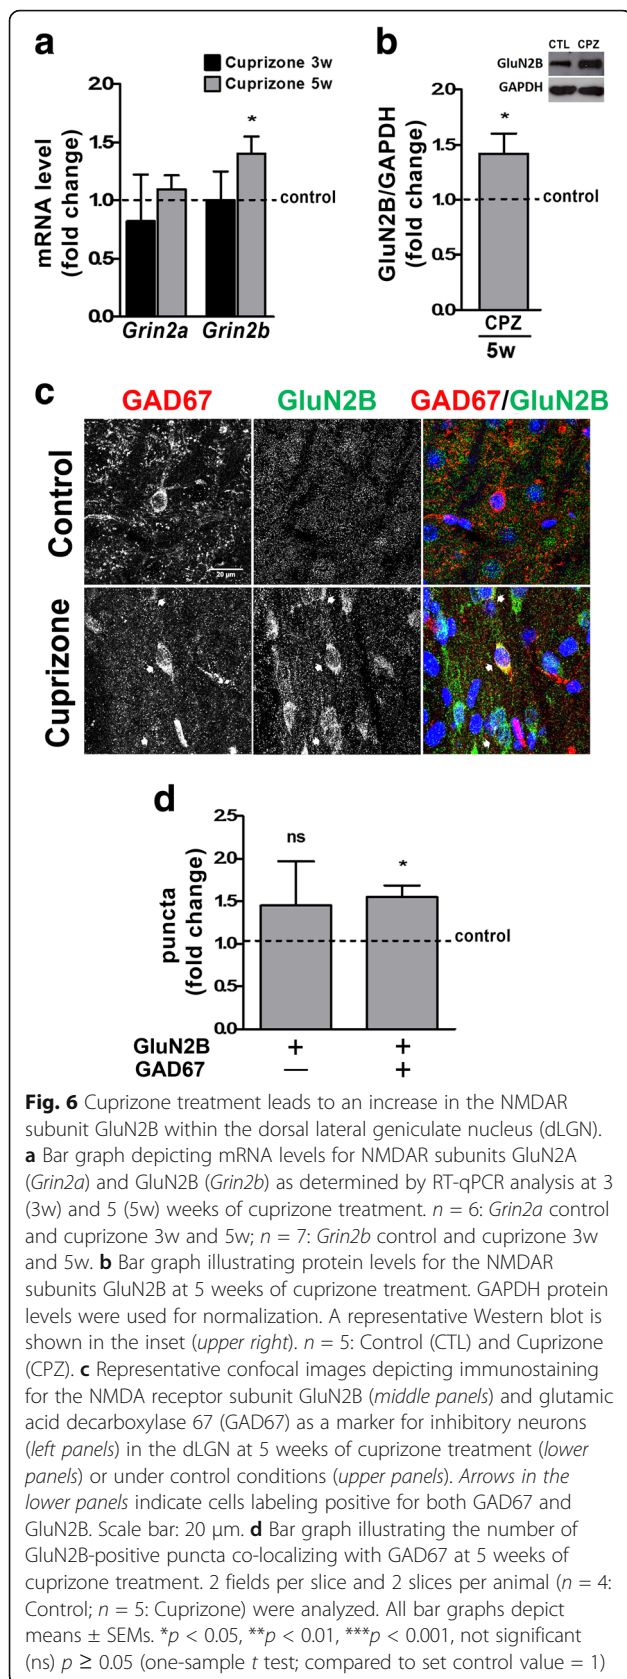 a
Cuprizone 3w
Cuprizone 5w
mRNA level
(fold change)
2.0
1.5
1.0
0.5
0.0
*
control
Grin2a Grin2b
b
CTL CPZ
GluN2B
GAPDH
GluN2B/GAPDH
(fold change)
2.0
1.5
1.0
0.5
0.0
*
control
CPZ
5w
c
GAD67 GluN2B GAD67/GluN2B
Control
20 µm
Cuprizone
d
puncta
(fold change)
2.5
2.0
1.5
1.0
0.5
0.0
ns
*
control
GluN2B + +
GAD67 — +
Fig. 6 Cuprizone treatment leads to an increase in the NMDAR
subunit GluN2B within the dorsal lateral geniculate nucleus (dLGN).
a Bar graph depicting mRNA levels for NMDAR subunits GluN2A
(Grin2a) and GluN2B (Grin2b) as determined by RT-qPCR analysis at 3
(3w) and 5 (5w) weeks of cuprizone treatment. n = 6: Grin2a control
and cuprizone 3w and 5w; n = 7: Grin2b control and cuprizone 3w
and 5w. b Bar graph illustrating protein levels for the NMDAR
subunits GluN2B at 5 weeks of cuprizone treatment. GAPDH protein
levels were used for normalization. A representative Western blot is
shown in the inset (upper right). n = 5: Control (CTL) and Cuprizone
(CPZ). c Representative confocal images depicting immunostaining
for the NMDA receptor subunit GluN2B (middle panels) and glutamic
acid decarboxylase 67 (GAD67) as a marker for inhibitory neurons
(left panels) in the dLGN at 5 weeks of cuprizone treatment (lower
panels) or under control conditions (upper panels). Arrows in the
lower panels indicate cells labeling positive for both GAD67 and
GluN2B. Scale bar: 20 µm. d Bar graph illustrating the number of
GluN2B-positive puncta co-localizing with GAD67 at 5 weeks of
cuprizone treatment. 2 fields per slice and 2 slices per animal (n = 4:
Control; n = 5: Cuprizone) were analyzed. All bar graphs depict
means ± SEMs. *p < 0.05, **p < 0.01, ***p < 0.001, not significant
(ns) p ≥ 0.05 (one-sample t test; compared to set control value = 1)